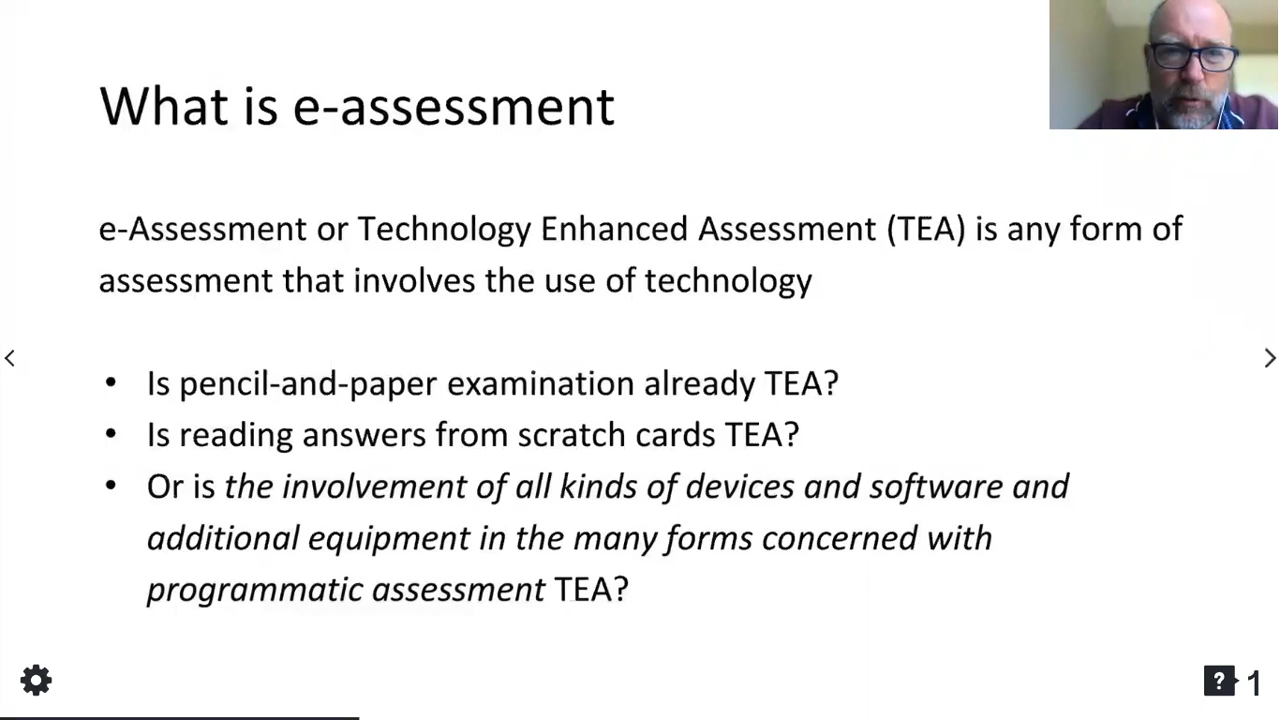 What is e-assessment
e-Assessment or Technology Enhanced Assessment (TEA) is any form of
assessment that involves the use of technology
• Is pencil-and-paper examination already TEA?
• Is reading answers from scratch cards TEA?
• Or is the involvement of all kinds of devices and software and
additional equipment in the many forms concerned with
programmatic assessment TEA?
? 1